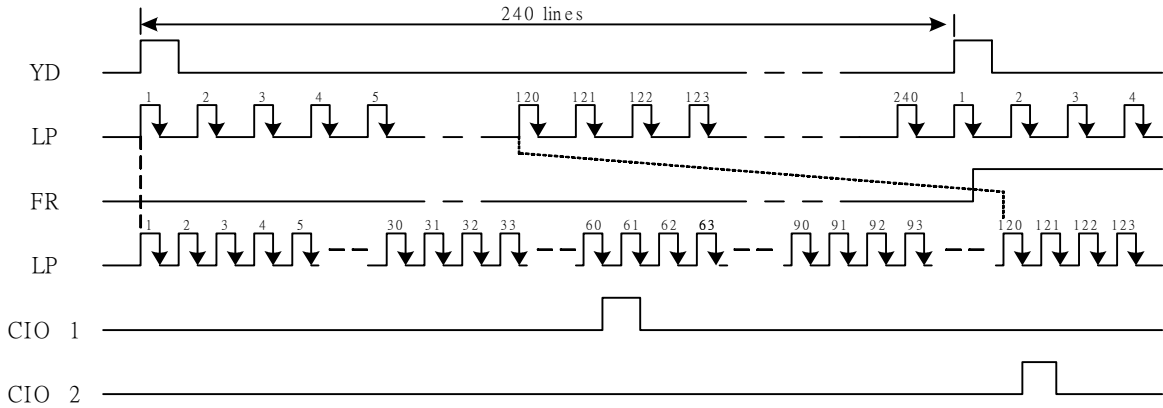 240 lines
YD
1 2 3 4 5 120 121 122 123 240 1 2 3 4
LP
FR
1 2 3 4 5 30 31 32 33 60 61 62 63 90 91 92 93 120 121 122 123
LP
CIO 1
CIO 2